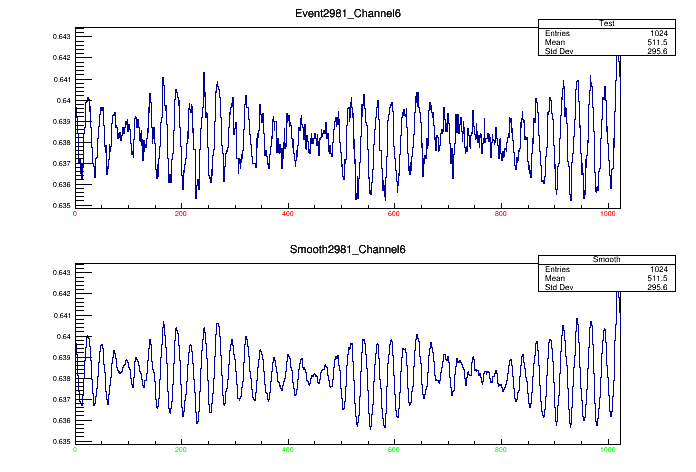 Event2981_Channel6
Test
Entries 1024
Mean 511.5
Std Dev 295.6
0.643
0.642
0.641
0.64
0.639
0.638
0.637
0.636
0.635
0 200 400 600 800 1000
Smooth2981_Channel6
Smooth
Entries 1024
Mean 511.5
Std Dev 295.6
0.643
0.642
0.641
0.64
0.639
0.638
0.637
0.636
0.635
0 200 400 600 800 1000